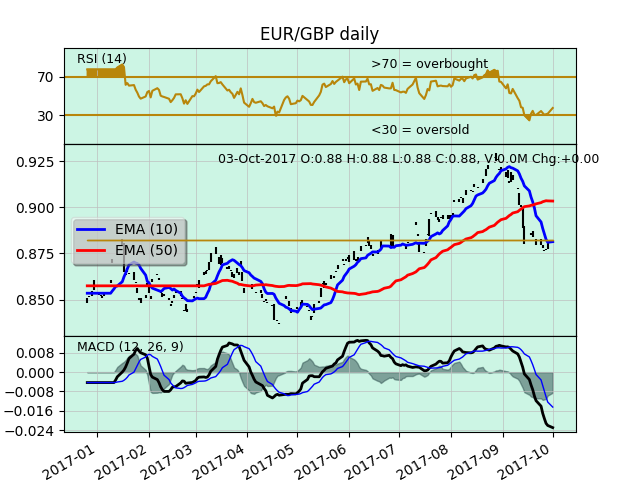 EUR/GBP daily
RSI (14)
>70 = overbought
70
30
<30 = oversold
03-Oct-2017 O:0.88 H:0.88 L:0.88 C:0.88, V:0.0M Chg:+0.00
0.925
0.900
0.875
0.850
EMA (10)
EMA (50)
MACD (12, 26, 9)
0.008
0.000
−0.008
−0.016
−0.024
2017-01
2017-02
2017-03
2017-04
2017-05
2017-06
2017-07
2017-08
2017-09
2017-10